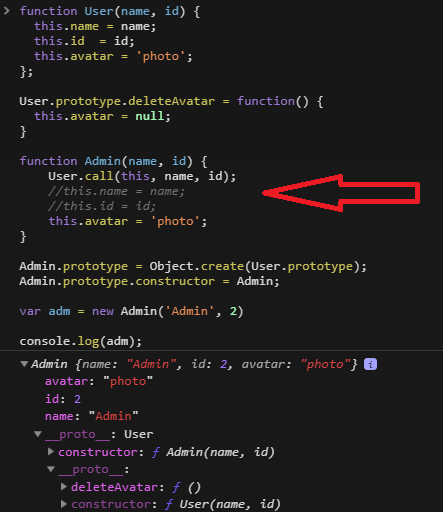 function User(name, id) {
this.name = name;
this.id  = id;
this.avatar = 'photo';
};
User.prototype.deleteAvatar = function() {
this.avatar = null;
}
function Admin(name, id) {
User.call(this, name, id);
//this.name = name;
//this.id = id;
this.avatar = 'photo';
}
Admin.prototype = Object.create(User.prototype);
Admin.prototype.constructor = Admin;
var adm = new Admin('Admin', 2)
console.log(adm);
Admin {name: "Admin", id: 2, avatar: "photo"} i
avatar: "photo"
id: 2
name: "Admin"
__proto__: User
constructor: ƒ Admin(name, id)
__proto__:
deleteAvatar: ƒ ()
constructor: ƒ User(name, id)